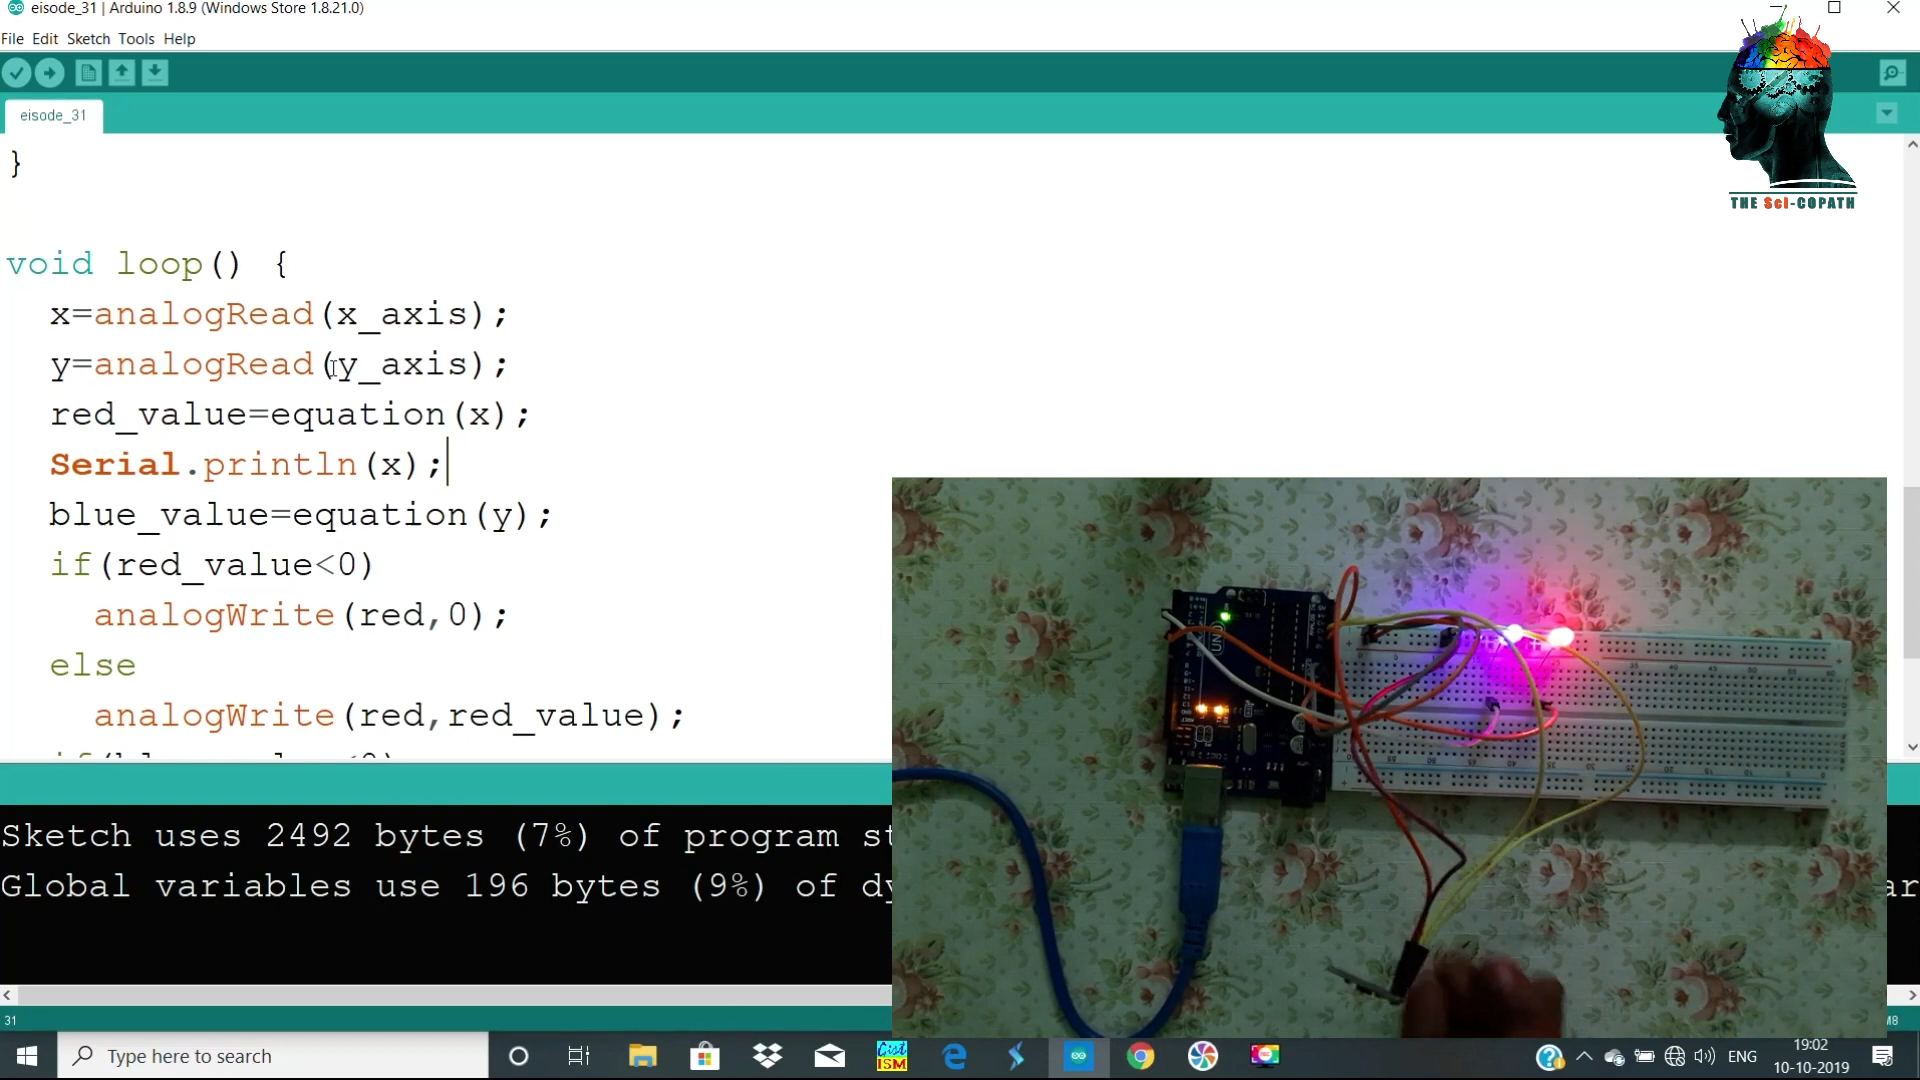 eisode_31 | Arduino 1.8.9 (Windows Store 1.8.21.0)
File Edit Sketch Tools Help
eisode_31
THE ScI-COPATH
}
void loop() {
x=analogRead(x_axis);
y=analogRead(y_axis);
red_value=equation(x);
Serial.println(x);
blue_value=equation(y);
if(red_value<0)
analogWrite(red,0);
else
analogWrite(red,red_value);
Sketch uses 2492 bytes (7%) of program st
Global variables use 196 bytes (9%) of dy
ar
31
Type here to search
Gist
ISM
ENG
19:02
10-10-2019